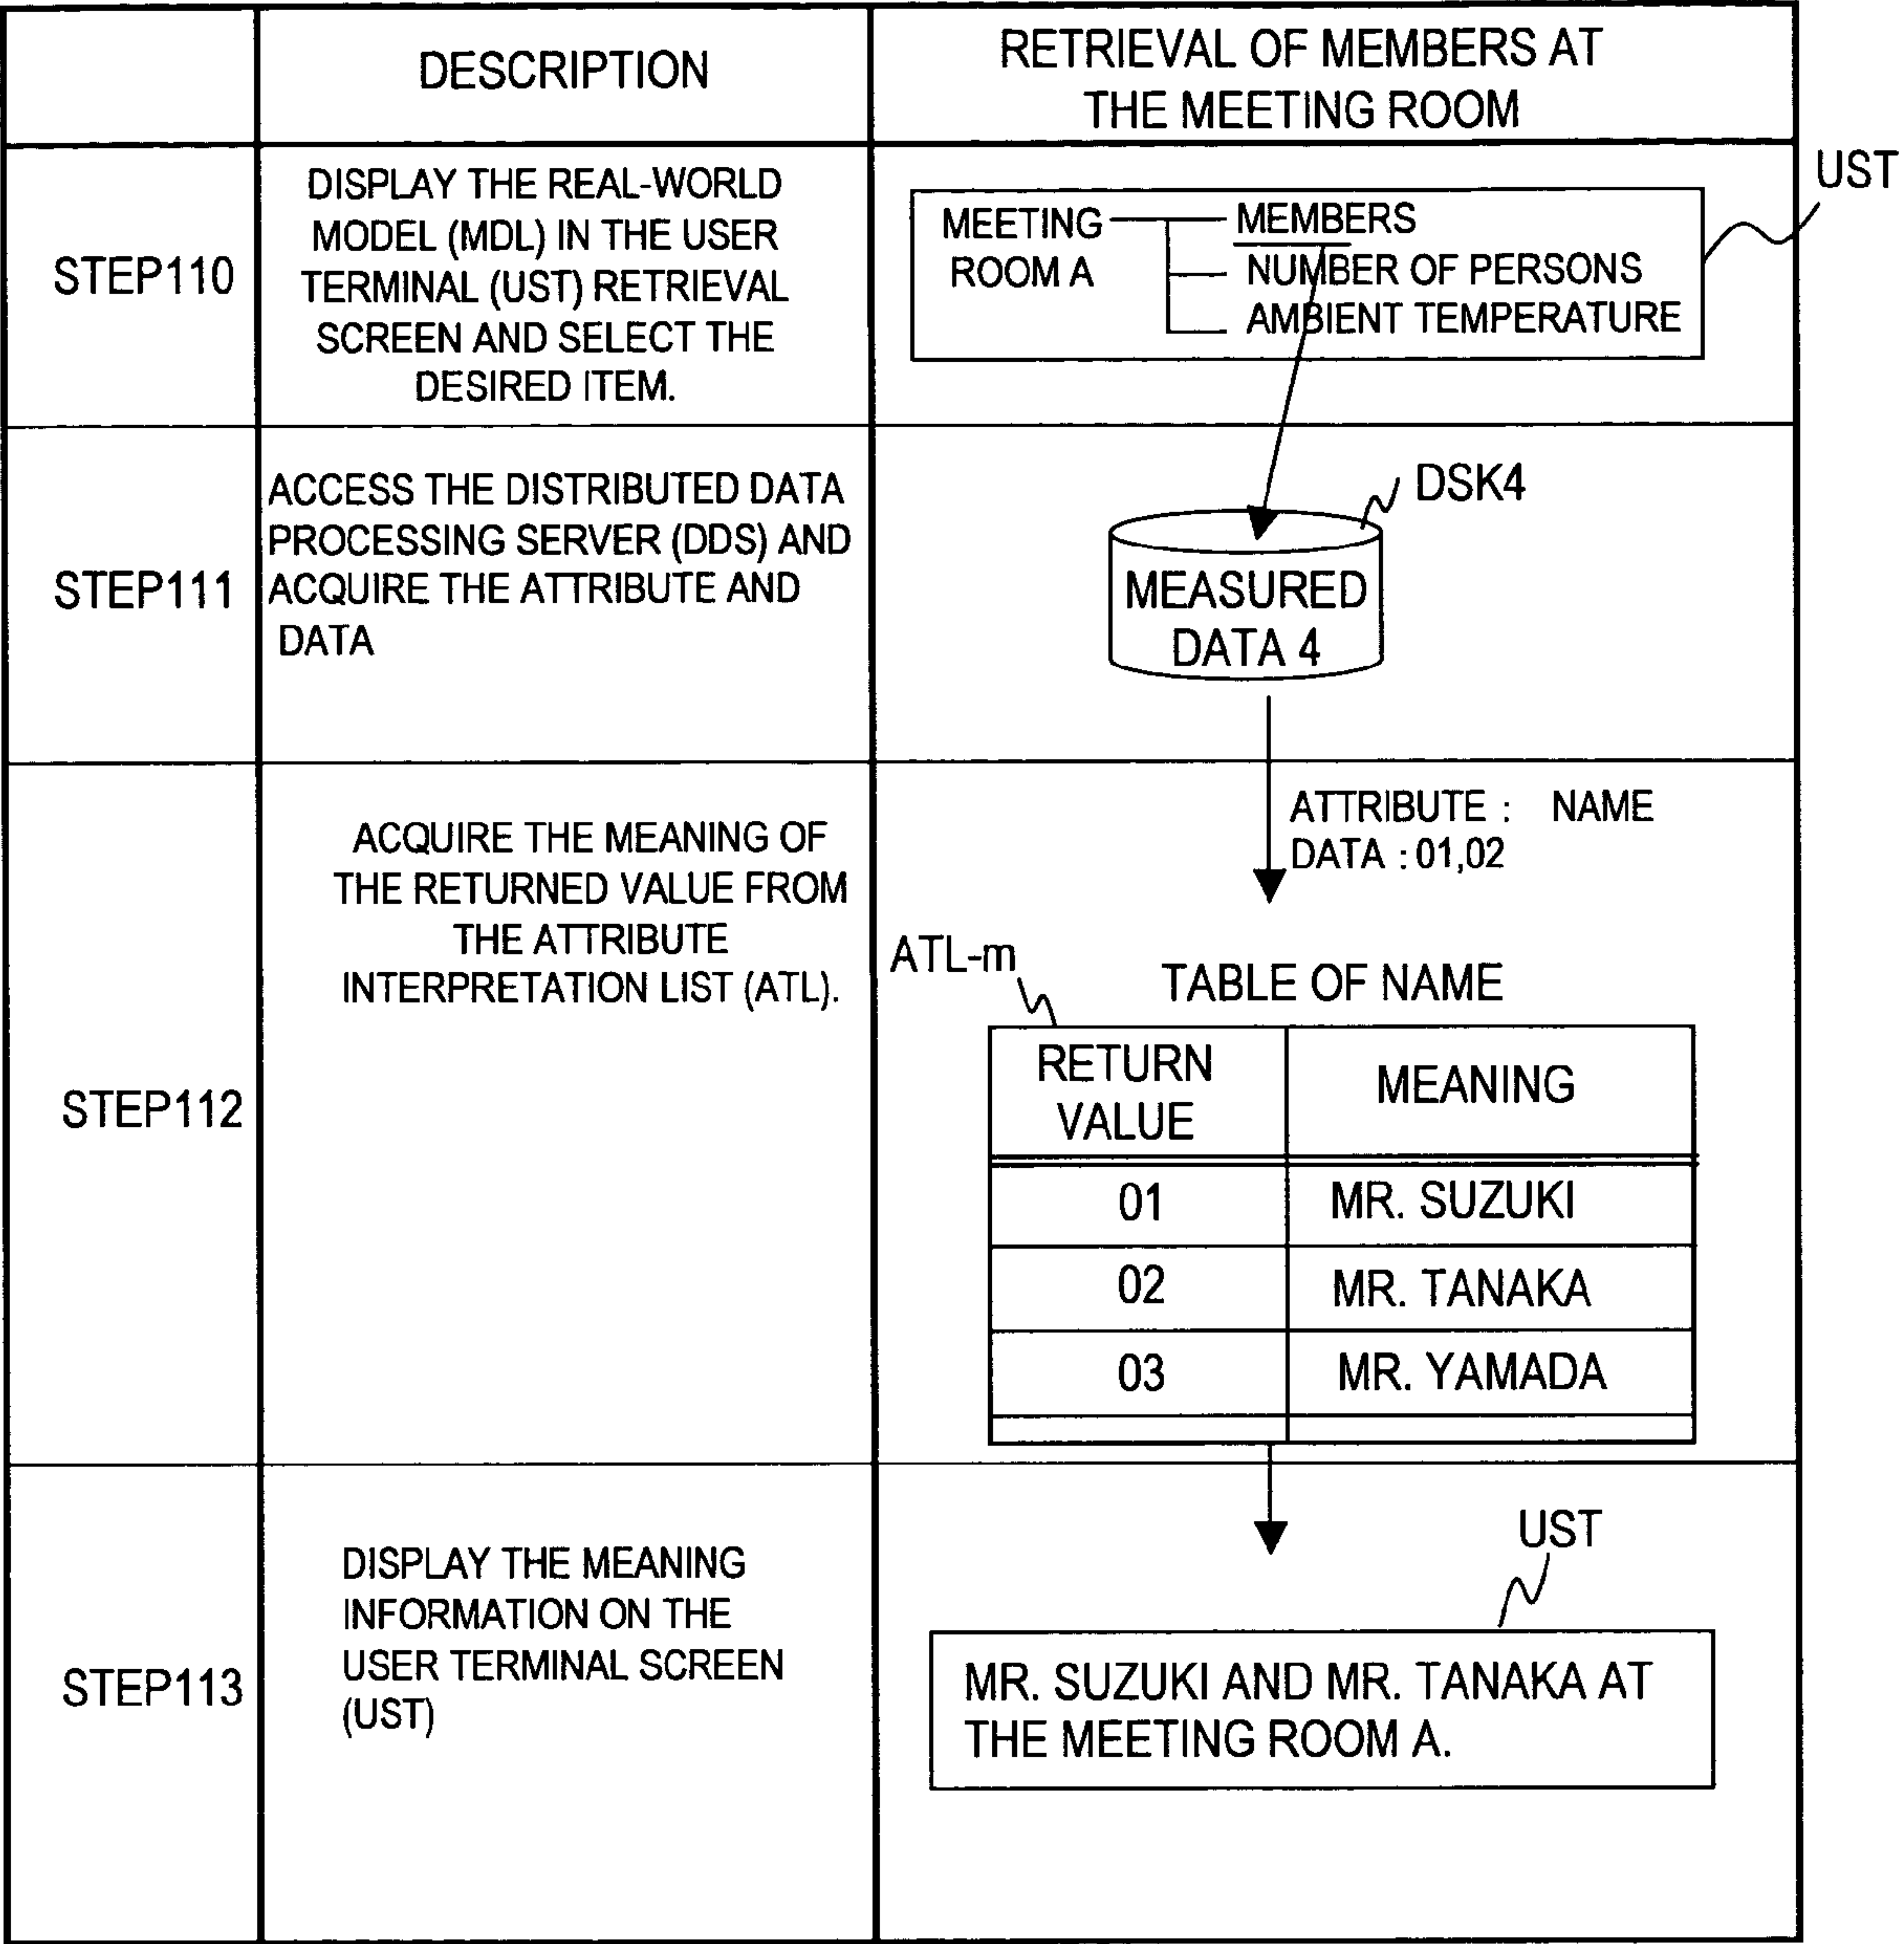 DESCRIPTION
RETRIEVAL OF MEMBERS AT
THE MEETING ROOM
STEP110
DISPLAY THE REAL-WORLD
MODEL (MDL) IN THE USER
TERMINAL (UST) RETRIEVAL
SCREEN AND SELECT THE
DESIRED ITEM.
UST
MEETING
ROOM A
MEMBERS
NUMBER OF PERSONS
AMBIENT TEMPERATURE
STEP111
ACCESS THE DISTRIBUTED DATA
PROCESSING SERVER (DDS) AND
ACQUIRE THE ATTRIBUTE AND
DATA
DSK4
MEASURED
DATA 4
STEP112
ACQUIRE THE MEANING OF
THE RETURNED VALUE FROM
THE ATTRIBUTE
INTERPRETATION LIST (ATL).
ATTRIBUTE : NAME
DATA : 01,02
ATL-m
TABLE OF NAME
RETURN
VALUE
MEANING
01 MR. SUZUKI
02 MR. TANAKA
03 MR. YAMADA
STEP113
DISPLAY THE MEANING
INFORMATION ON THE
USER TERMINAL SCREEN
(UST)
UST
MR. SUZUKI AND MR. TANAKA AT
THE MEETING ROOM A.